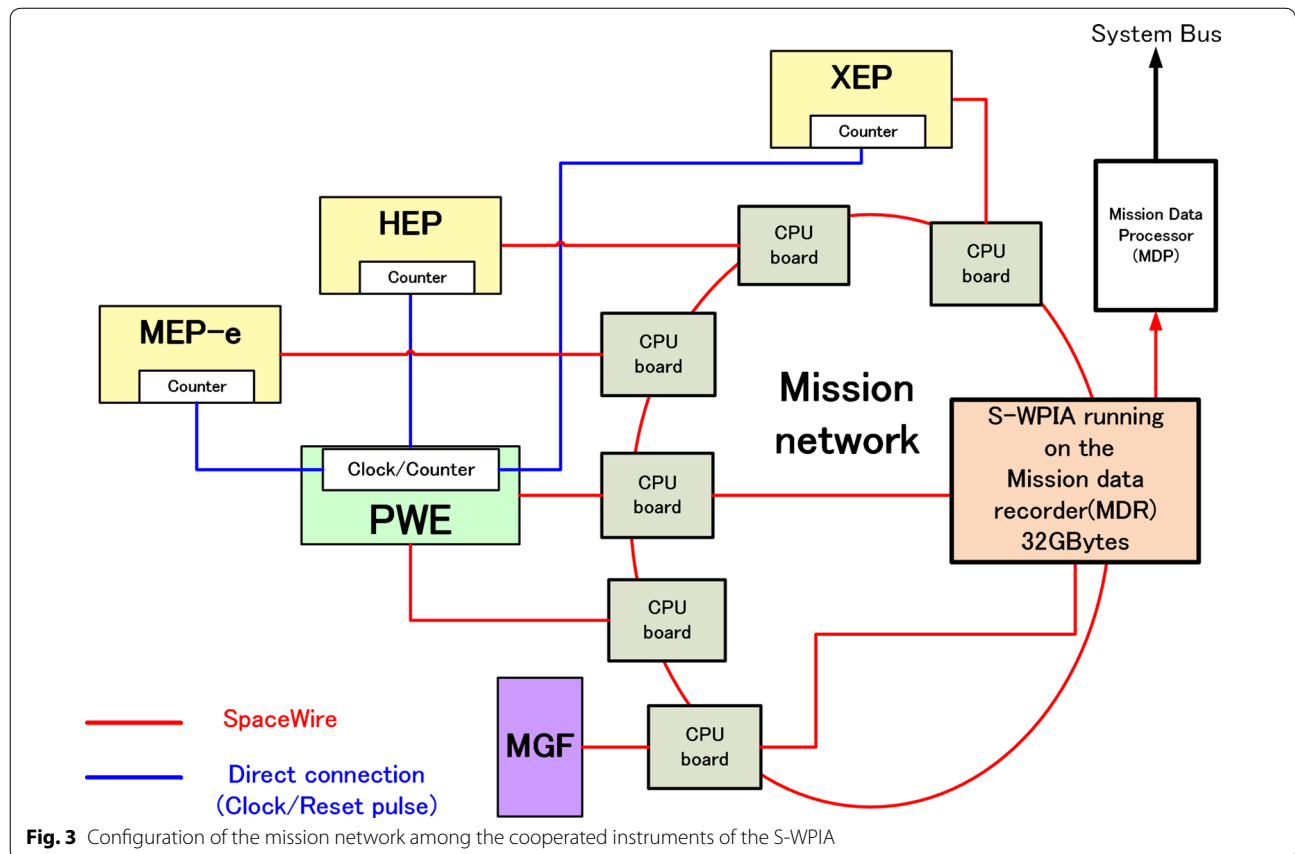 System Bus
XEP
Counter
Mission Data
Processor
(MDP)
HEP
Counter
CPU
board
CPU
board
MEP-e
Counter
CPU
board
Mission
network
S-WPIA running
on the
Mission data
recorder(MDR)
32GBytes
Clock/Counter
PWE
CPU
board
CPU
board
MGF
CPU
board
SpaceWire
Direct connection
(Clock/Reset pulse)
Fig. 3 Configuration of the mission network among the cooperated instruments of the S-WPIA